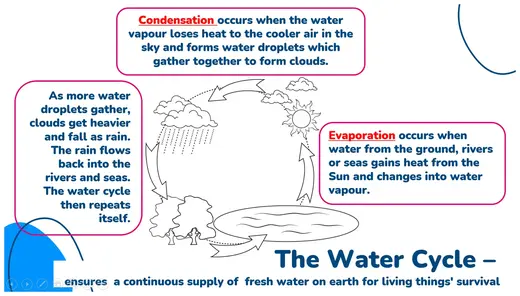 Condensation occurs when the water
vapour loses heat to the cooler air in the
sky and forms water droplets which
gather together to form clouds.
As more water
droplets gather,
clouds get heavier
and fall as rain.
The rain flows
back into the
rivers and seas.
The water cycle
then repeats
itself.
Evaporation occurs when
water from the ground, rivers
or seas gains heat from the
Sun and changes into water
vapour.
The Water Cycle –
ensures a continuous supply of fresh water on earth for living things' survival